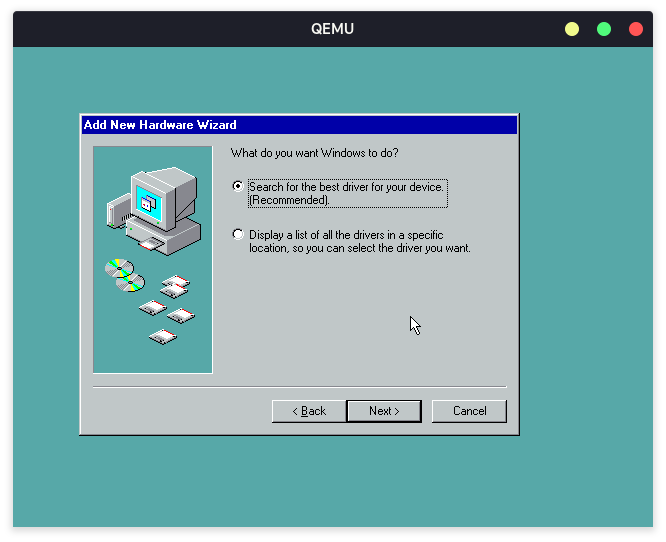 QEMU
Add New Hardware Wizard
What do you want Windows to do?
Search for the best driver for your device.
(Recommended).
Display a list of all the drivers in a specific
location, so you can select the driver you want.
< Back
Next >
Cancel